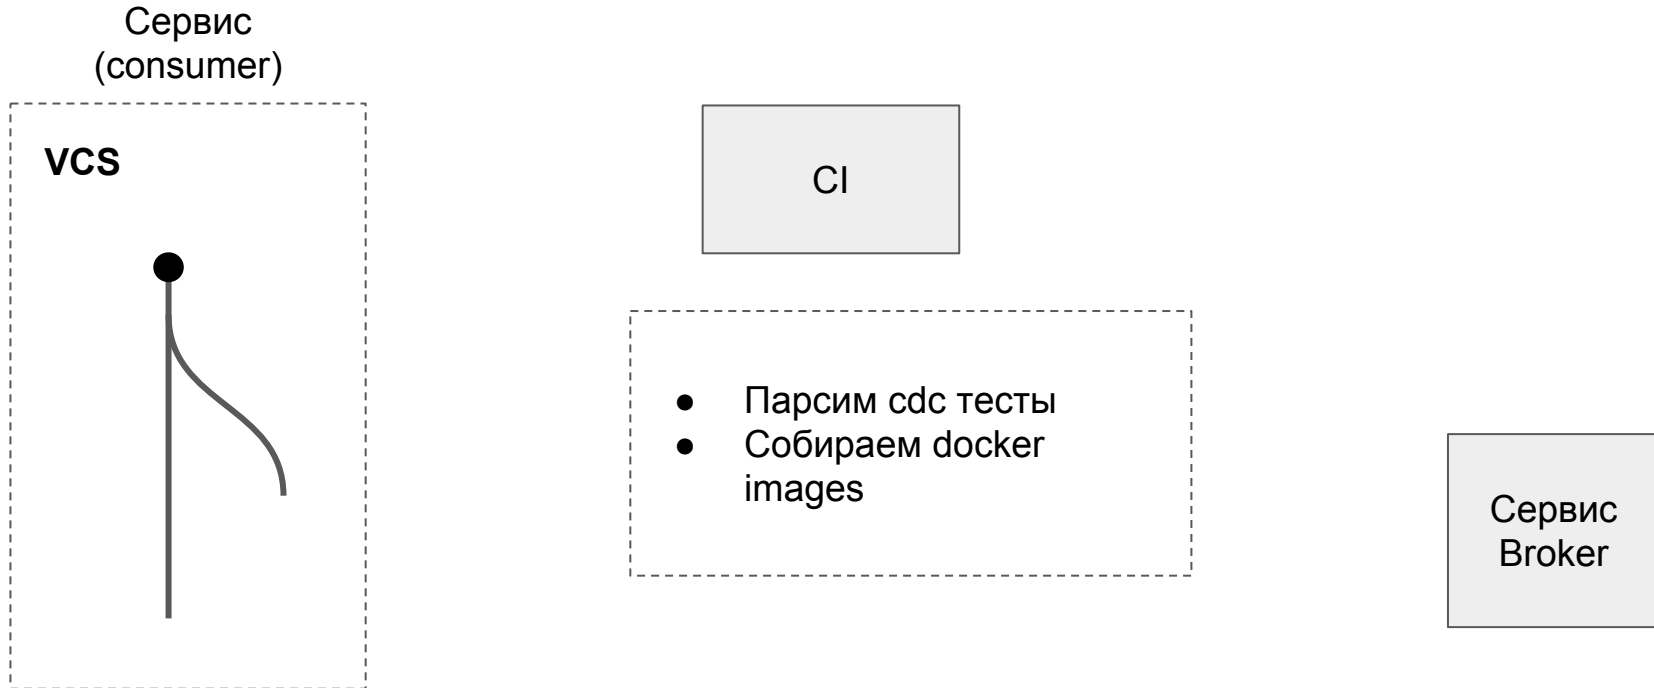 Сервис
(consumer)
VCS
CI
● Парсим cdc тесты
● Собираем docker
images
Сервис
Broker